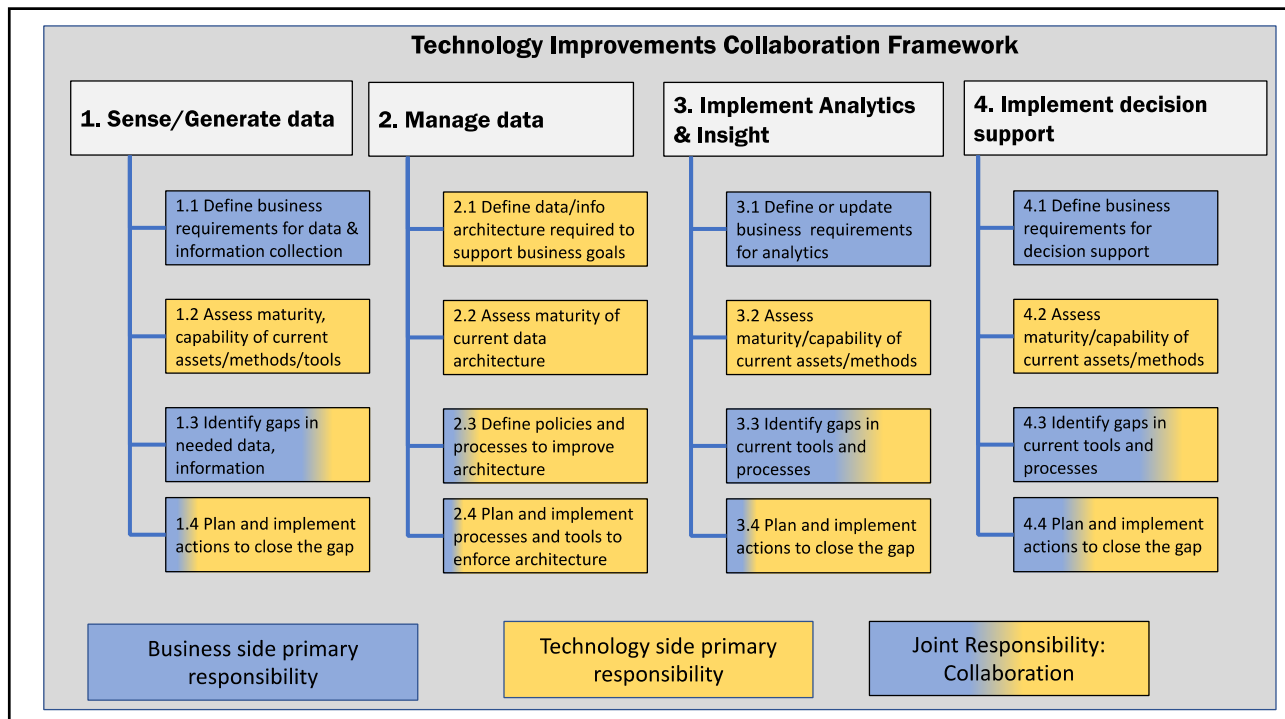 Technology Improvements Collaboration Framework
1. Sense/Generate data
2. Manage data
3. Implement Analytics
& Insight
4. Implement decision
support
1.1 Define business
requirements for data &
information collection
1.2 Assess maturity,
capability of current
assets/methods/tools
1.3 Identify gaps in
needed data,
information
1.4 Plan and implement
actions to close the gap
2.1 Define data/info
architecture required to
support business goals
2.2 Assess maturity of
current data
architecture
2.3 Define policies and
processes to improve
architecture
2.4 Plan and implement
processes and tools to
enforce architecture
3.1 Define or update
business requirements
for analytics
3.2 Assess
maturity/capability of
current assets/methods
3.3 Identify gaps in
current tools and
processes
3.4 Plan and implement
actions to close the gap
4.1 Define business
requirements for
decision support
4.2 Assess
maturity/capability of
current assets/methods
4.3 Identify gaps in
current tools and
processes
4.4 Plan and implement
actions to close the gap
Business side primary
responsibility
Technology side primary
responsibility
Joint Responsibility:
Collaboration